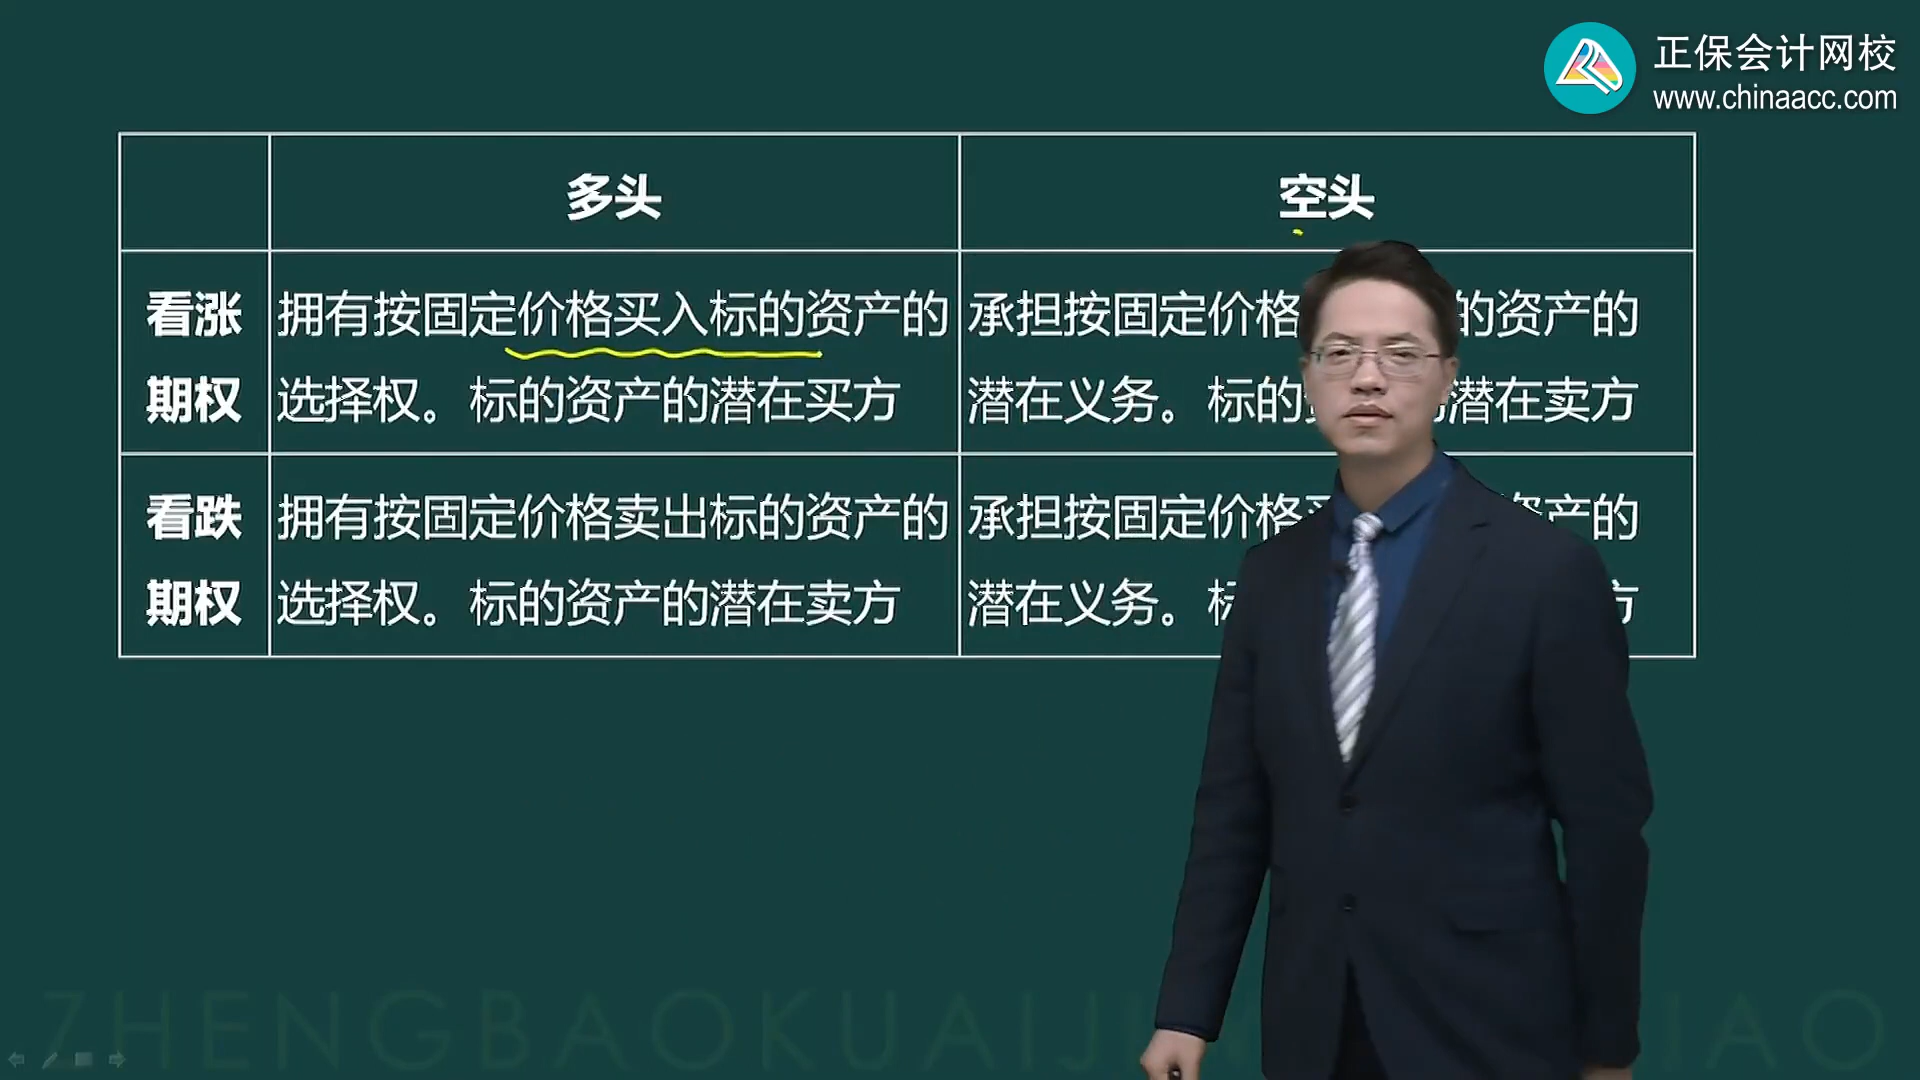 正保会计网校
www.chinaacc.com
多头
空头
看涨期权
拥有按固定价格买入标的资产的
选择权。标的资产的潜在买方
承担按固定价格 的资产的
潜在义务。标的 潜在卖方
看跌期权
拥有按固定价格卖出标的资产的
选择权。标的资产的潜在卖方
承担按固定价格 资产的
潜在义务。标 方
ZHENGBAOKUAIJI IAO